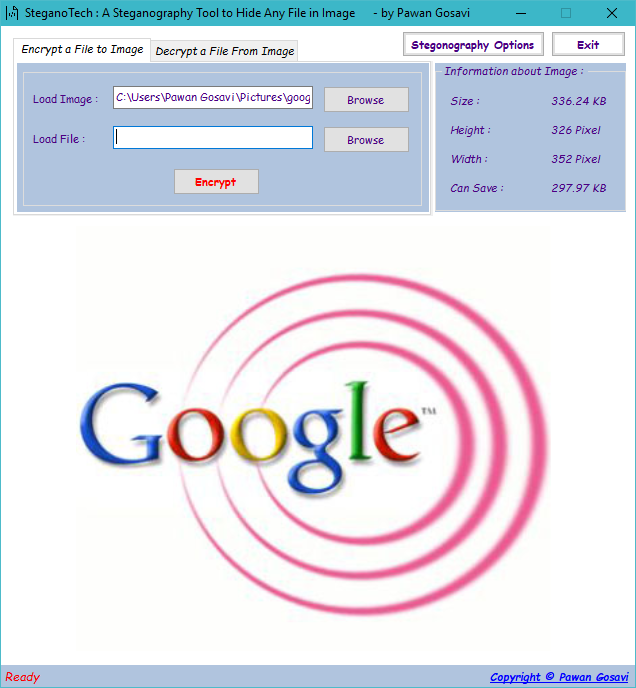 SteganoTech : A Steganography Tool to Hide Any File in Image - by Pawan Gosavi
Encrypt a File to Image
Decrypt a File From Image
Stegonography Options
Exit
Load Image :
C:\Users\Pawan Gosavi\Pictures\goog
Browse
Load File :
Browse
Encrypt
Information about Image :
Size : 336.24 KB
Height : 326 Pixel
Width : 352 Pixel
Can Save : 297.97 KB
Google™
Ready
Copyright © Pawan Gosavi